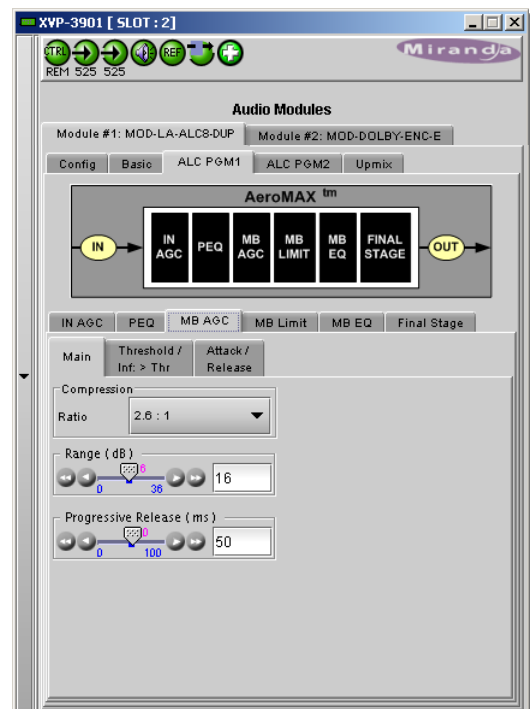 XVP-3901 [ SLOT : 2]
CTRL REF
REM 525 525
Miranda
Audio Modules
Module #1: MOD-LA-ALC8-DUP Module #2: MOD-DOLBY-ENC-E
Config Basic ALC PGM1 ALC PGM2 Upmix
AeroMAX tm
IN
IN AGC
PEQ
MB AGC
MB LIMIT
MB EQ
FINAL STAGE
OUT
IN AGC PEQ MB AGC MB Limit MB EQ Final Stage
Main
Threshold / Inf: > Thr
Attack / Release
Compression
Ratio 2.6 : 1
Range ( dB )
6
0 36
16
Progressive Release ( ms )
0
0 100
50